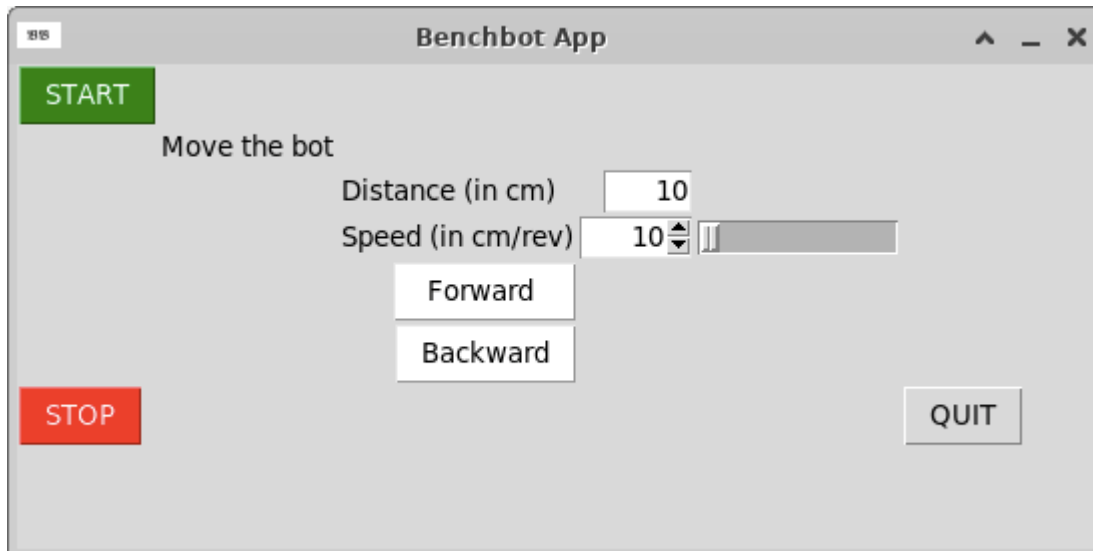 BB Benchbot App
START
Move the bot
Distance (in cm) 10
Speed (in cm/rev) 10
Forward
Backward
STOP QUIT